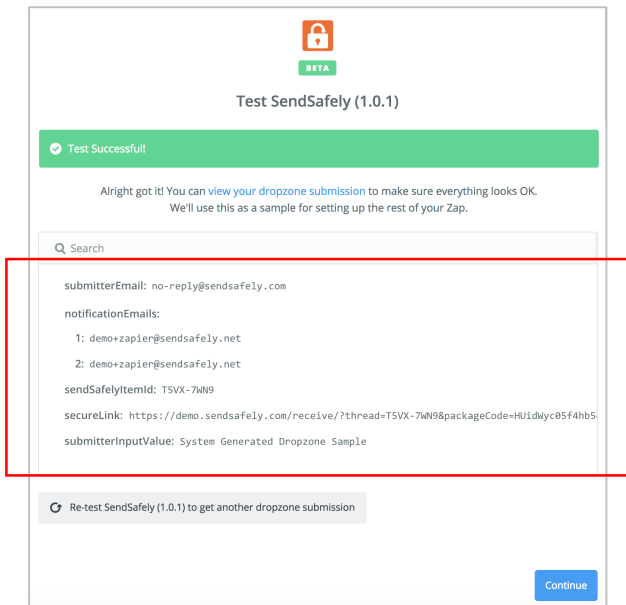 BETA
Test SendSafely (1.0.1)
Test Successful!
Alright got it! You can view your dropzone submission to make sure everything looks OK.
We'll use this as a sample for setting up the rest of your Zap.
Search
submitterEmail: no-reply@sendsafely.com
notificationEmails:
1: demo+zapier@sendsafely.net
2: demo+zapier@sendsafely.net
sendSafelyItemId: T5VX-7WN9
secureLink: https://demo.sendsafely.com/receive/?thread=T5VX-7WN9&packageCode=HUidWyc05f4hb5
submitterInputValue: System Generated Dropzone Sample
Re-test SendSafely (1.0.1) to get another dropzone submission
Continue